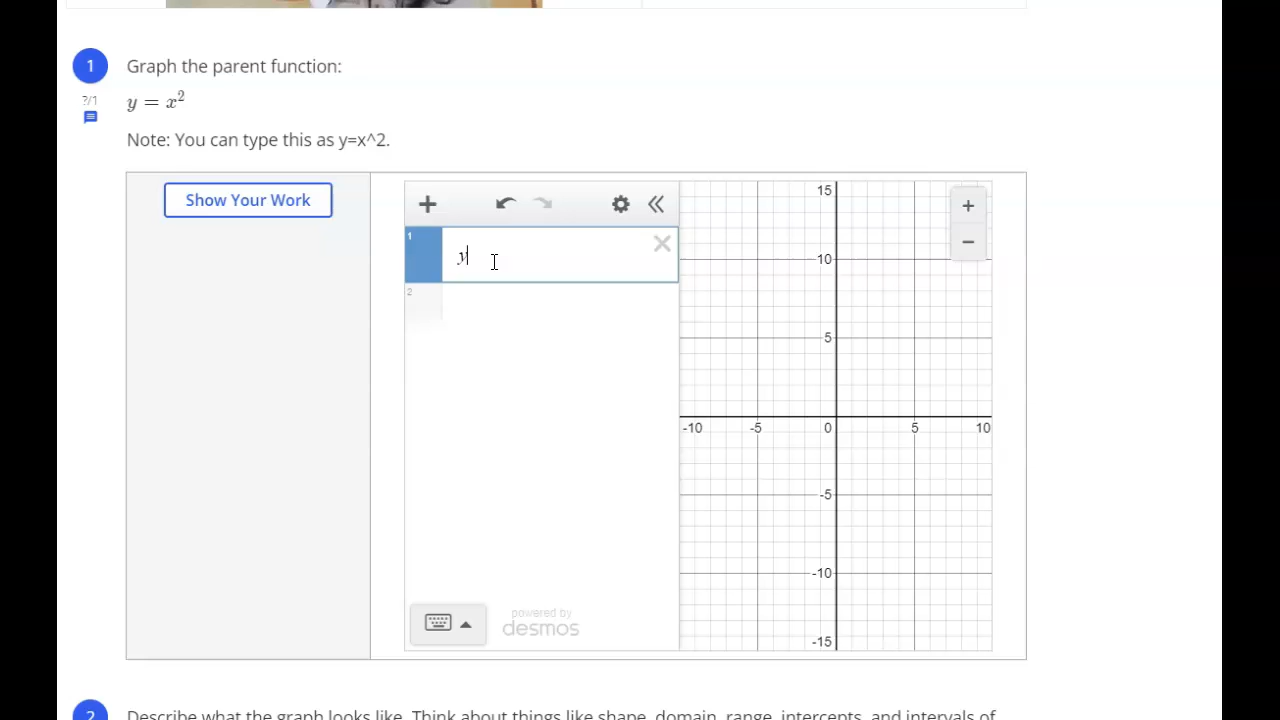 1
Graph the parent function:
?/1
y = x²
Note: You can type this as y=x^2.
Show Your Work
1
y
2
15
10
5
-10 -5 0 5 10
-5
-10
-15
powered by
desmos
2
Describe what the graph looks like. Think about things like shape, domain, range, intercepts, and intervals of